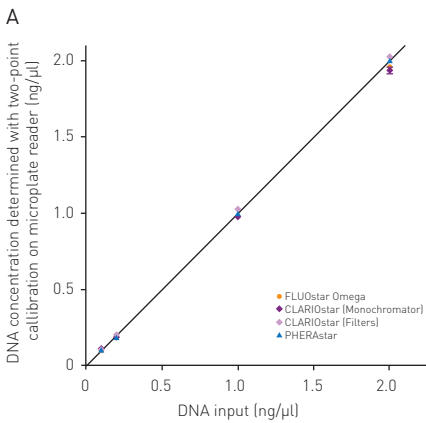 A
DNA concentration determined with two-point
callibration on microplate reader (ng/µl)
2.0
1.5
1.0
0.5
0
0
0.5
1.0
1.5
2.0
FLUOstar Omega
CLARIOstar (Monochromator)
CLARIOstar (Filters)
PHERAstar
DNA input (ng/µl)